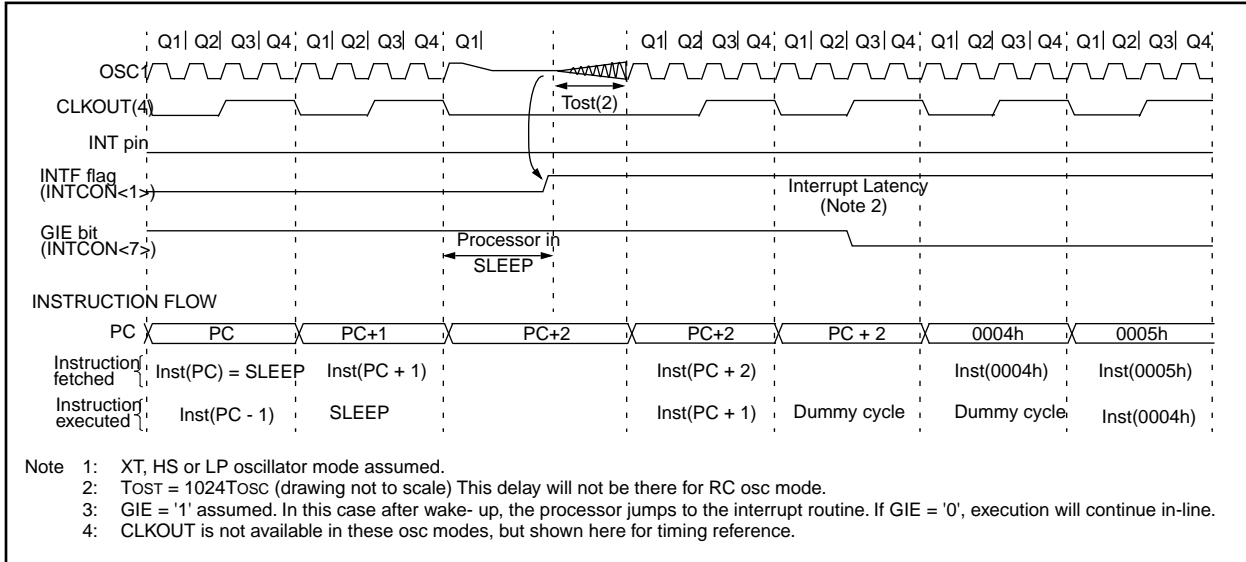 Q1| Q2| Q3| Q4 Q1| Q2| Q3| Q4 Q1| Q1| Q2| Q3| Q4 Q1| Q2| Q3| Q4 Q1| Q2| Q3| Q4 Q1| Q2| Q3| Q4
OSC1
CLKOUT(4)
Tost(2)
INT pin
INTF flag
(INTCON<1>)
Interrupt Latency
(Note 2)
GIE bit
(INTCON<7>)
Processor in
SLEEP
INSTRUCTION FLOW
PC PC PC+1 PC+2 PC+2 PC + 2 0004h 0005h
Instruction
fetched
Inst(PC) = SLEEP Inst(PC + 1) Inst(PC + 2) Inst(0004h) Inst(0005h)
Instruction
executed
Inst(PC - 1) SLEEP Inst(PC + 1) Dummy cycle Dummy cycle Inst(0004h)
Note 1: XT, HS or LP oscillator mode assumed.
2: TOST = 1024TOSC (drawing not to scale) This delay will not be there for RC osc mode.
3: GIE = '1' assumed. In this case after wake- up, the processor jumps to the interrupt routine. If GIE = '0', execution will continue in-line.
4: CLKOUT is not available in these osc modes, but shown here for timing reference.